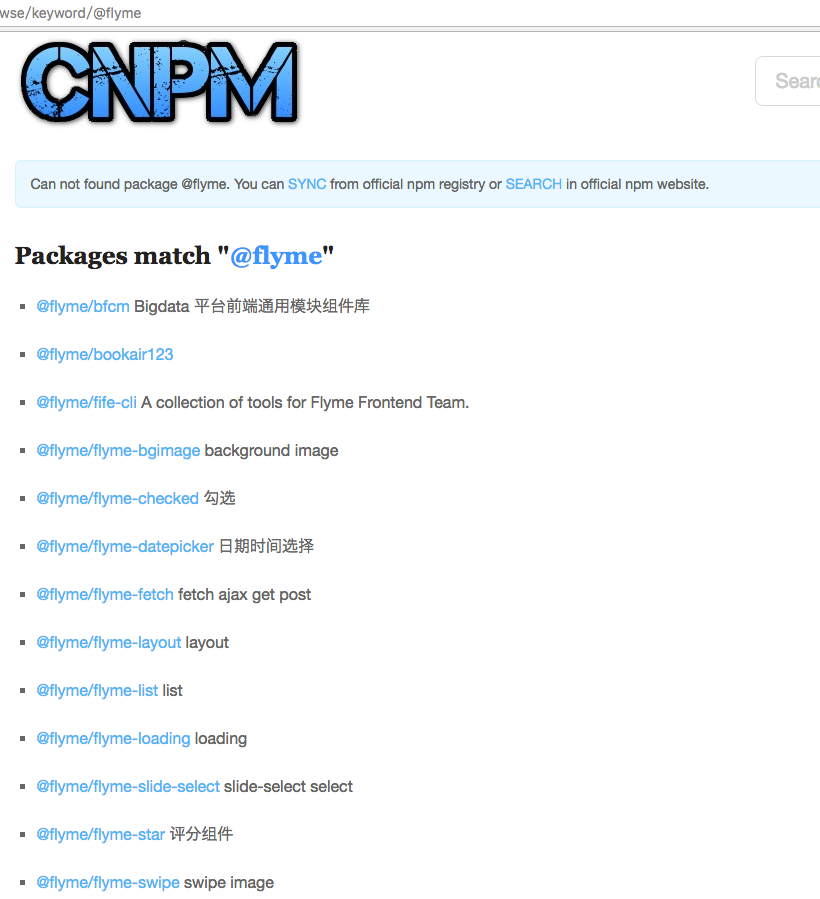 wse/keyword/@flyme
CNPM
Sear
Can not found package @flyme. You can SYNC from official npm registry or SEARCH in official npm website.
Packages match "@flyme"
@flyme/bfcm Bigdata 平台前端通用模块组件库
@flyme/bookair123
@flyme/fife-cli A collection of tools for Flyme Frontend Team.
@flyme/flyme-bgimage background image
@flyme/flyme-checked 勾选
@flyme/flyme-datepicker 日期时间选择
@flyme/flyme-fetch fetch ajax get post
@flyme/flyme-layout layout
@flyme/flyme-list list
@flyme/flyme-loading loading
@flyme/flyme-slide-select slide-select select
@flyme/flyme-star 评分组件
@flyme/flyme-swipe swipe image